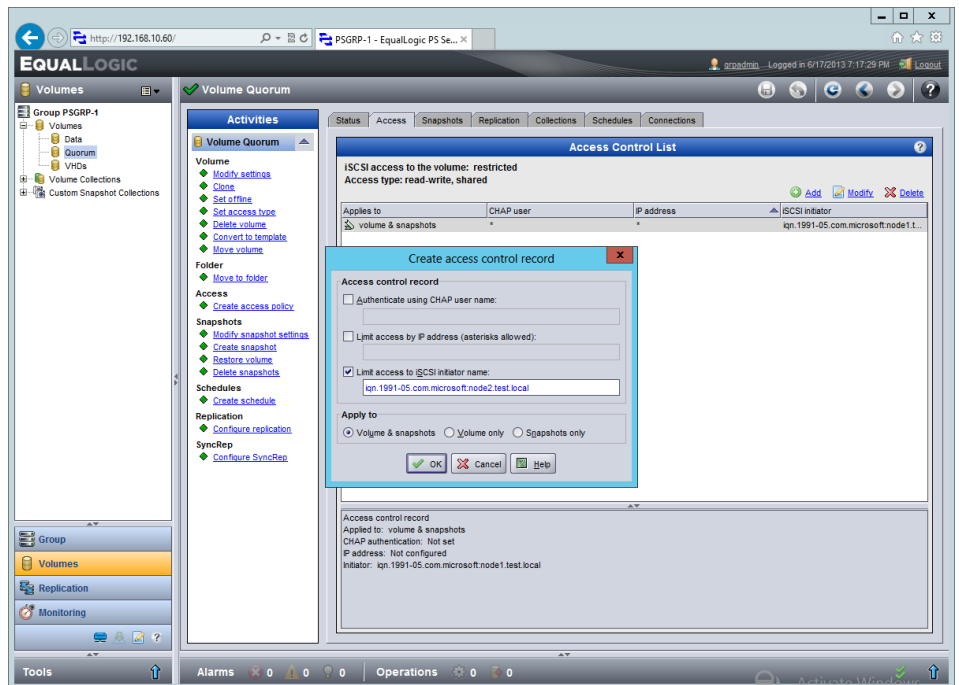 http://192.168.10.60/
PSGRP-1 - EqualLogic PS Se...
EQUALLOGIC
grpadmin Logged in 6/17/2013 7:17:29 PM Logout
Volumes
Volume Quorum
Group PSGRP-1
Volumes
Data
Quorum
VHDs
Volume Collections
Custom Snapshot Collections
Group
Volumes
Replication
Monitoring
Tools
Activities
Volume Quorum
Volume
Modify settings
Clone
Set offline
Set access type
Delete volume
Convert to template
Move volume
Folder
Move to folder
Access
Create access policy
Snapshots
Modify snapshot settings
Create snapshot
Restore volume
Delete snapshots
Schedules
Create schedule
Replication
Configure replication
SyncRep
Configure SyncRep
Status Access Snapshots Replication Collections Schedules Connections
Access Control List
iSCSI access to the volume: restricted
Access type: read-write, shared
Add Modify Delete
Applies to CHAP user IP address iSCSI initiator
volume & snapshots * * iqn.1991-05.com.microsoft:node1.t...
Create access control record
Access control record
Authenticate using CHAP user name:
Limit access by IP address (asterisks allowed):
Limit access to iSCSI initiator name:
iqn.1991-05.com.microsoft:node2.test.local
Apply to
Volume & snapshots Volume only Snapshots only
OK Cancel Help
Access control record
Applied to: volume & snapshots
CHAP authentication: Not set
IP address: Not configured
Initiator: iqn.1991-05.com.microsoft:node1.test.local
Alarms 0 0 0 Operations 0 0
Activate Windows